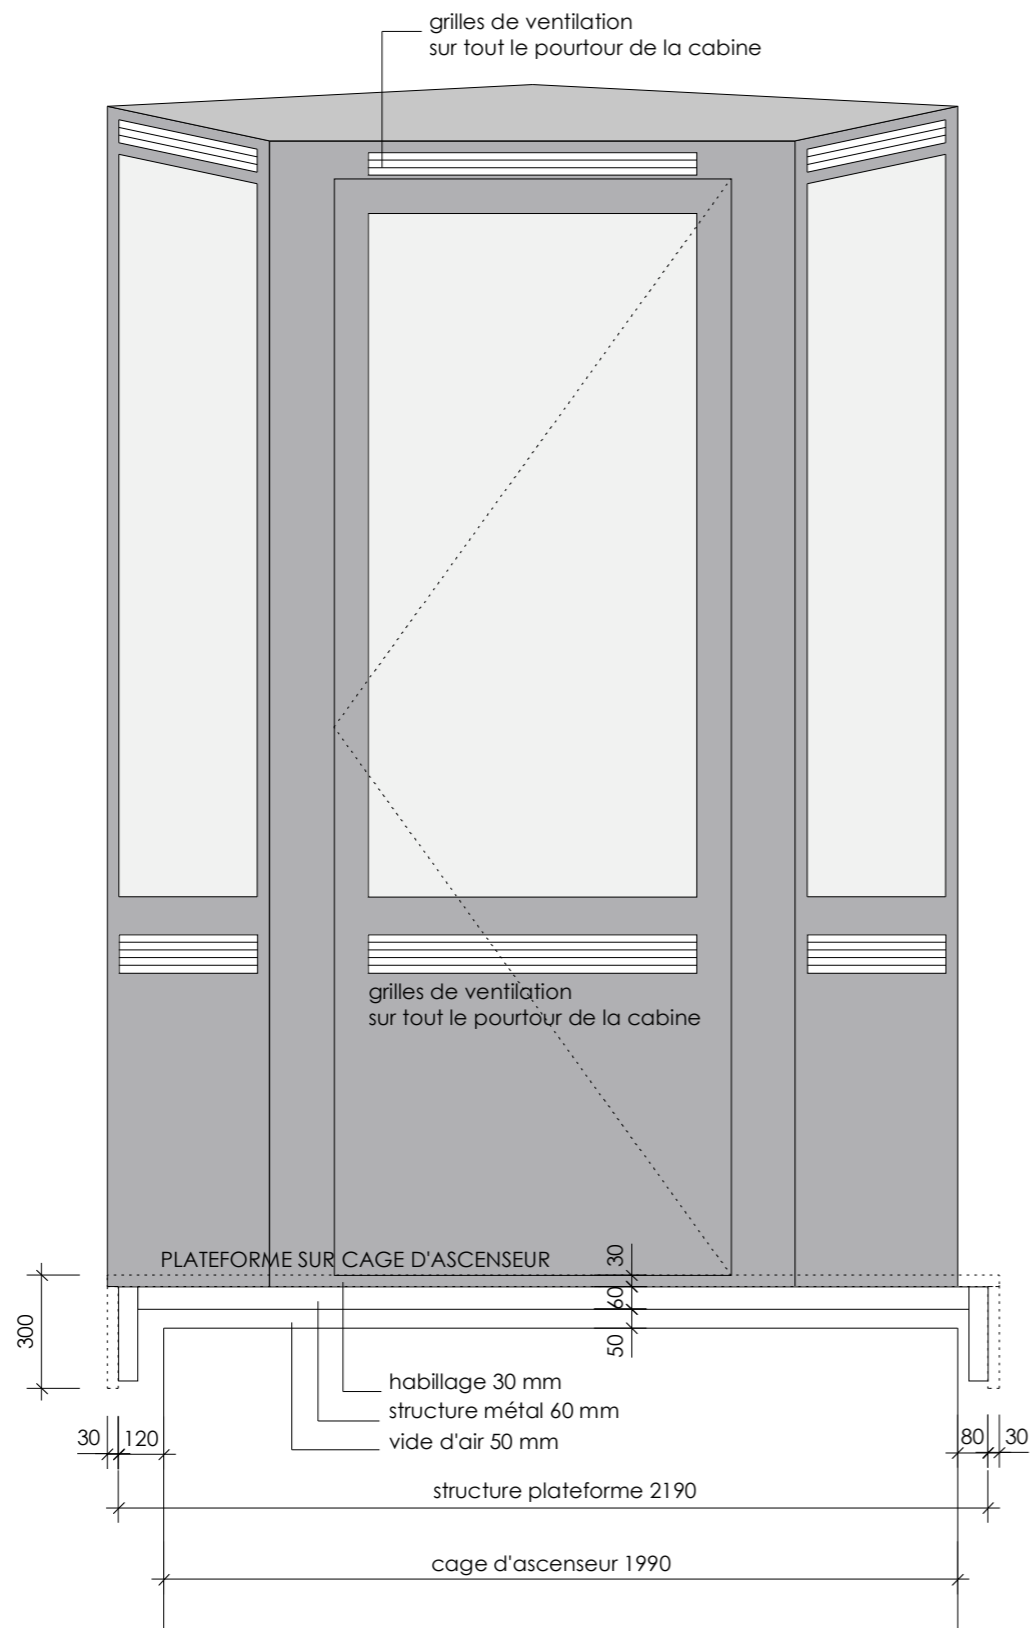 grilles de ventilation
sur tout le pourtour de la cabine
grilles de ventilation
sur tout le pourtour de la cabine
PLATEFORME SUR CAGE D'ASCENSEUR
30
60
50
300
habillage 30 mm
structure métal 60 mm
vide d'air 50 mm
30 120 80 30
structure plateforme 2190
cage d'ascenseur 1990